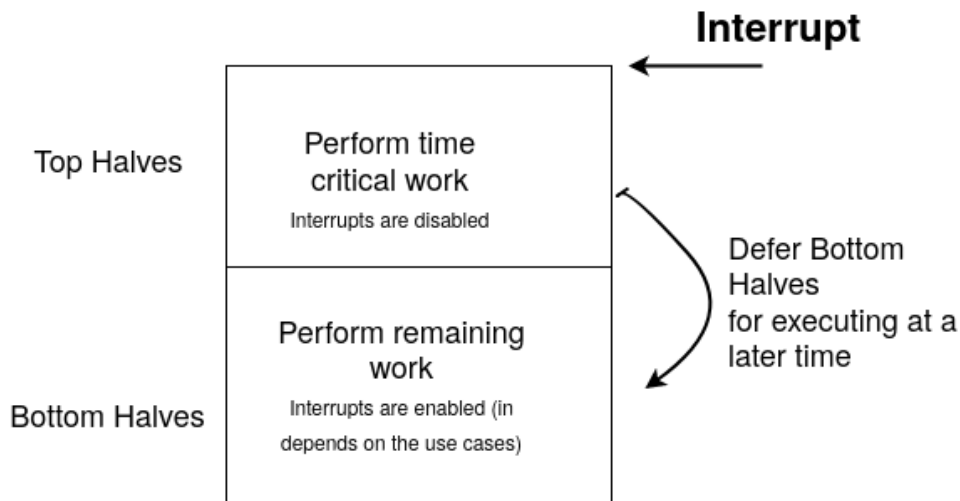 Interrupt
Top Halves
Perform time
critical work
Interrupts are disabled
Defer Bottom
Halves
for executing at a
later time
Bottom Halves
Perform remaining
work
Interrupts are enabled (in
depends on the use cases)